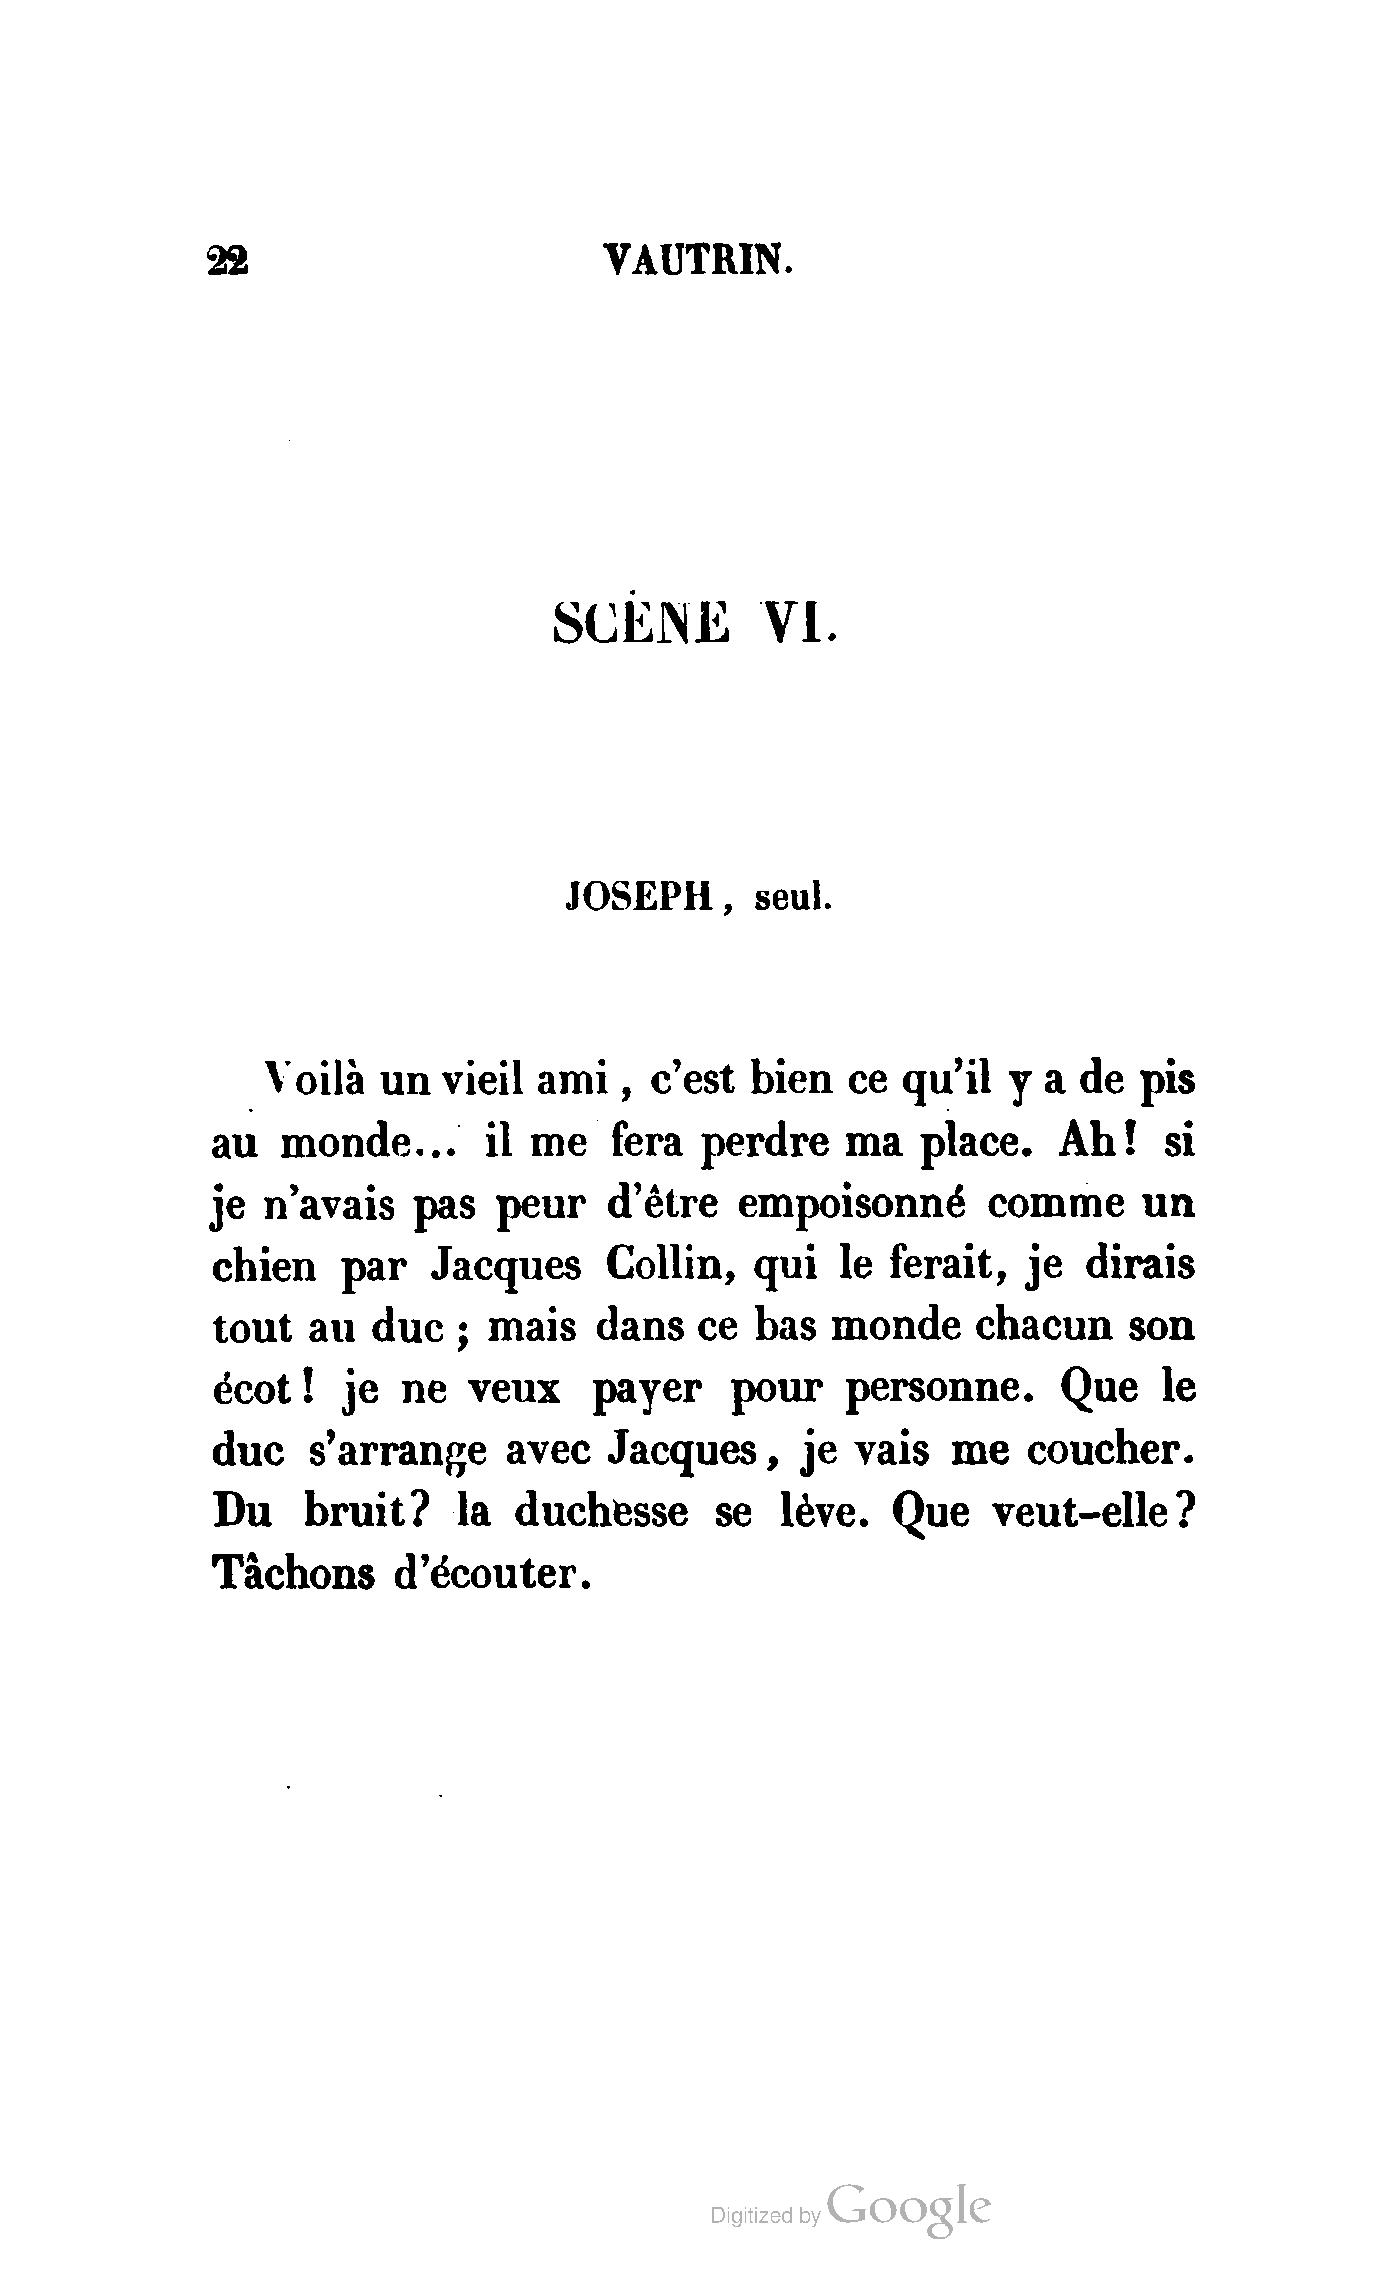 22 VAUTRIN.
SCÈNE VI.
JOSEPH, seul.
Voilà un vieil ami, c'est bien ce qu'il y a de pis
au monde... il me fera perdre ma place. Ah! si
je n'avais pas peur d'être empoisonné comme un
chien par Jacques Collin, qui le ferait, je dirais
tout au duc ; mais dans ce bas monde chacun son
écot ! je ne veux payer pour personne. Que le
duc s'arrange avec Jacques, je vais me coucher.
Du bruit? la duchesse se lève. Que veut-elle?
Tâchons d'écouter.
Digitized by Google